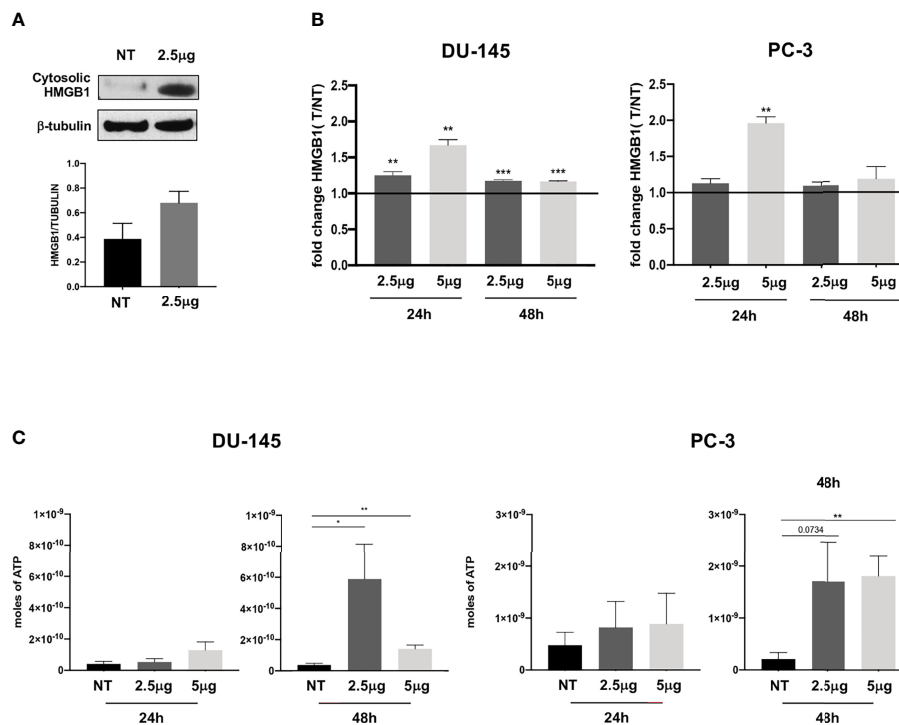 A
NT 2.5µg
Cytosolic
HMGB1
β-tubulin
HMGB1/TUBULIN
1.0
0.8
0.6
0.4
0.2
0.0
NT 2.5µg
B
DU-145
fold change HMGB1( T/NT)
2.5
2.0
1.5
1.0
0.5
0.0
** ** *** ***
2.5µg 5µg 2.5µg 5µg
24h 48h
PC-3
fold change HMGB1( T/NT)
2.5
2.0
1.5
1.0
0.5
0.0
**
2.5µg 5µg 2.5µg 5µg
24h 48h
C
DU-145
moles of ATP
1×10-9
8×10-10
6×10-10
4×10-10
2×10-10
NT 2.5µg 5µg
24h
1×10-9
8×10-10
6×10-10
4×10-10
2×10-10
**
*
NT 2.5µg 5µg
48h
PC-3
moles of ATP
3×10-9
2×10-9
1×10-9
NT 2.5µg 5µg
24h
48h
3×10-9
2×10-9
1×10-9
**
0.0734
NT 2.5µg 5µg
48h